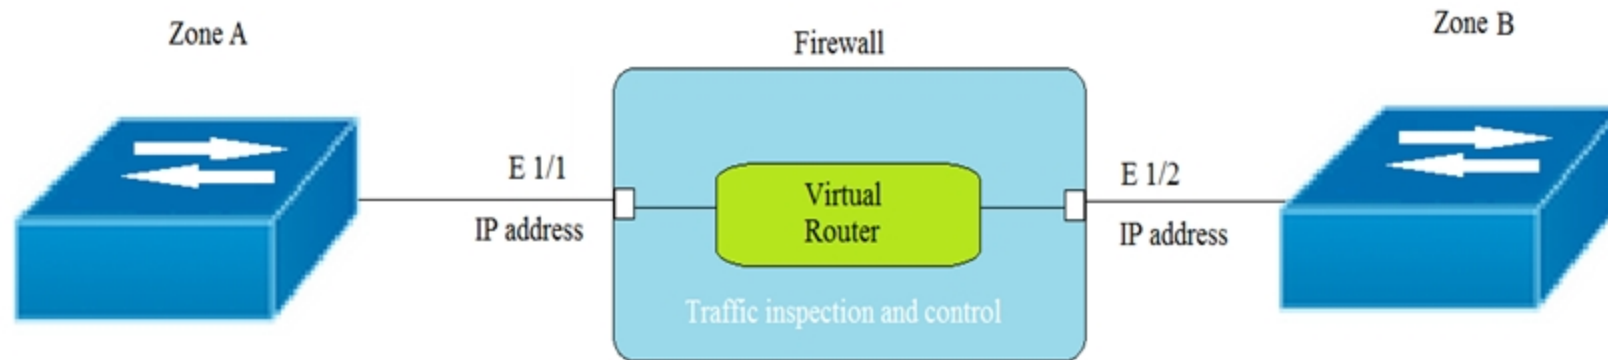 Zone A
Firewall
Zone B
E 1/1
IP address
Virtual
Router
E 1/2
IP address
Traffic inspection and control